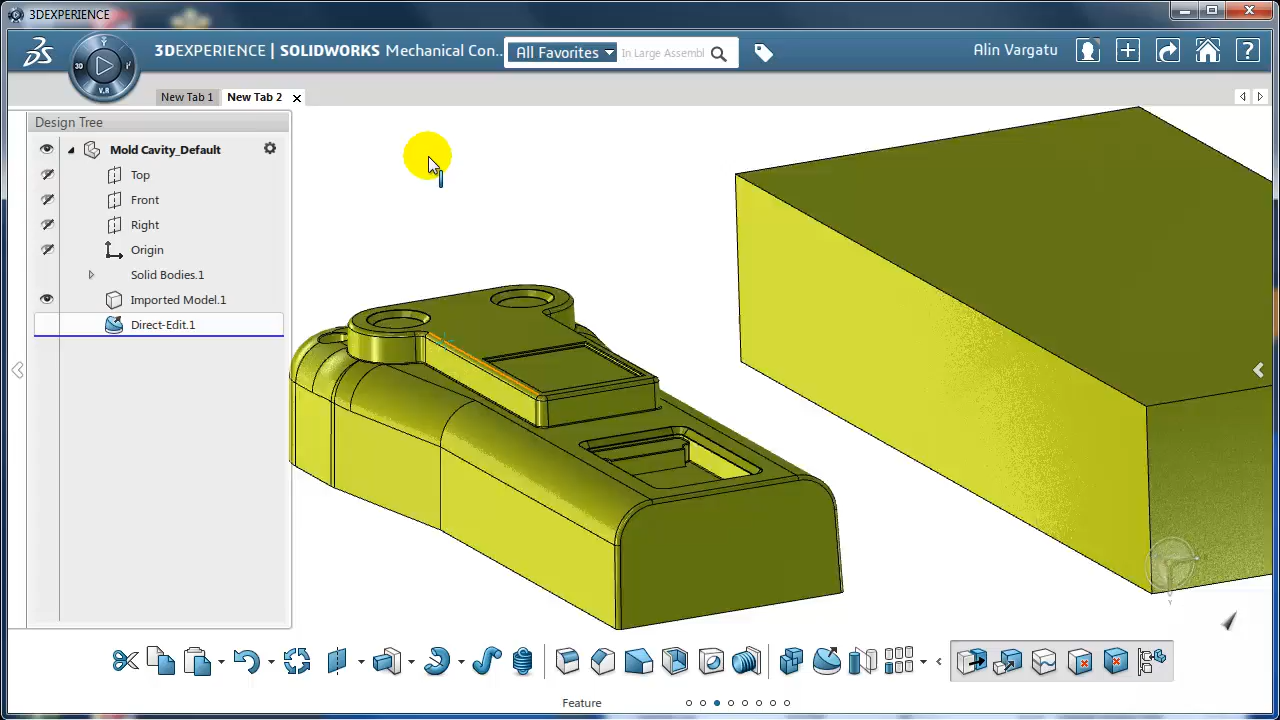 3DEXPERIENCE
3DEXPERIENCE | SOLIDWORKS Mechanical Con..
All Favorites
In Large Assembl
Alin Vargatu
3D
V.R
New Tab 1
New Tab 2
Design Tree
Mold Cavity_Default
Top
Front
Right
Origin
Solid Bodies.1
Imported Model.1
Direct-Edit.1
Feature